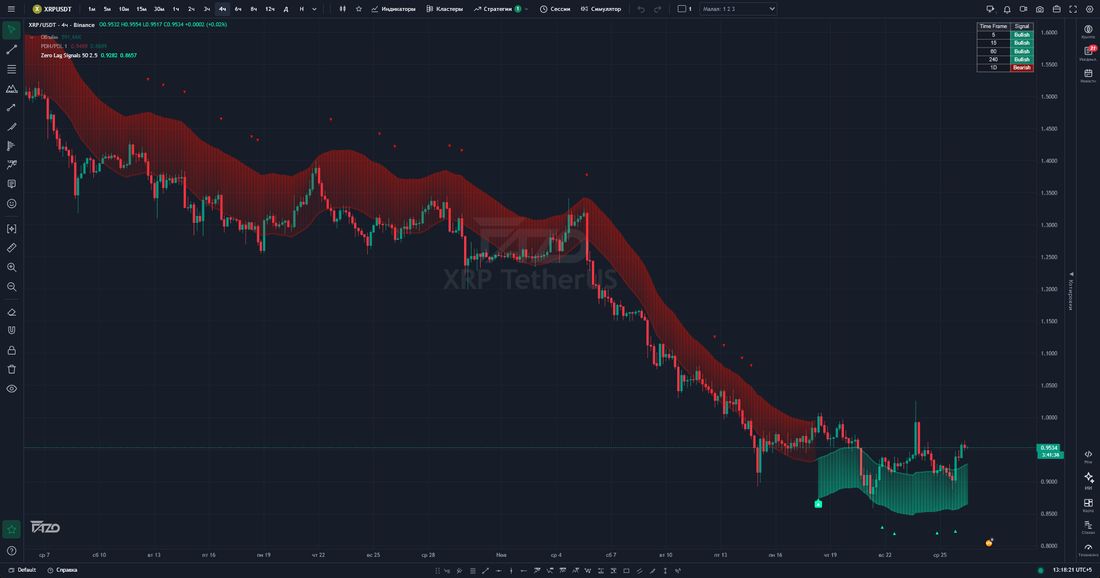 XRPUSDT 1м 5м 10м 15м 30м 1ч 2ч 3ч 4ч 6ч 8ч 12ч Д Н Индикаторы Кластеры Стратегии 1 Сессии Симулятор 1 Макет: 1 2 3
XRP/USDT · 4ч · Binance O0.9532 H0.9554 L0.9517 C0.9534 +0.0002 (+0.02%)
Объём
PDH/PDL 1
Zero Lag Signals 50 2.5 0.9282 0.8657
Time Frame Signal
5 Bullish
15 Bullish
60 Bullish
240 Bullish
1D Bearish
1.6000
1.5500
1.5000
1.4500
1.4000
1.3500
1.3000
1.2500
1.2000
1.1500
1.1000
1.0500
1.0000
0.9534
3:41:38
0.9000
0.8500
0.8000
Котировки
FAZO
XRP TetherUS
FAZO
ср 7 сб 10 вт 13 пт 16 пн 19 чт 22 вс 25 ср 28 Ноя ср 4 сб 7 вт 10 пт 13 пн 16 чт 19 вс 22 ср 25
Default Справка 13:18:21 UTC+5